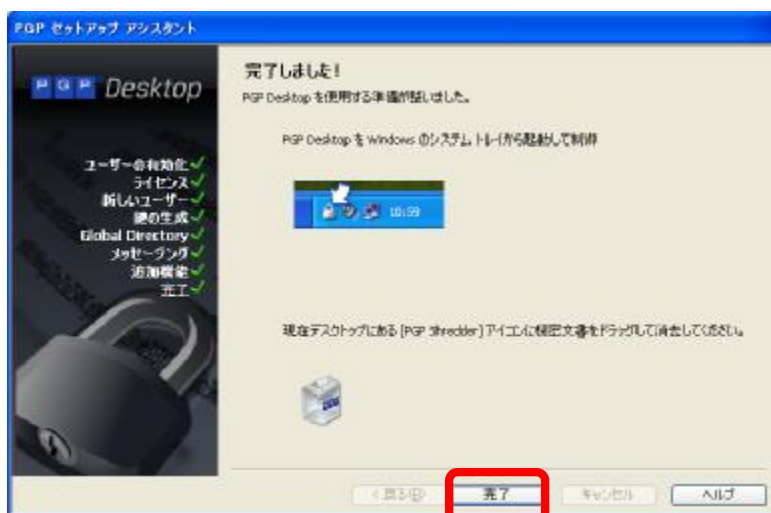 PGP セットアップ アシスタント
PGP Desktop
ユーザーの有効化
ライセンス
新しいユーザー
鍵の生成
Global Directory
メッセージング
追加機能
完了
完了しました!
PGP Desktop を使用する準備が整いました。
PGP Desktop を Windows のシステム トレイから起動して制御
10:59
現在デスクトップにある [PGP Shredder] アイコンに機密文書をドラッグして消去してください。
< 戻る(B)
完了
キャンセル
ヘルプ